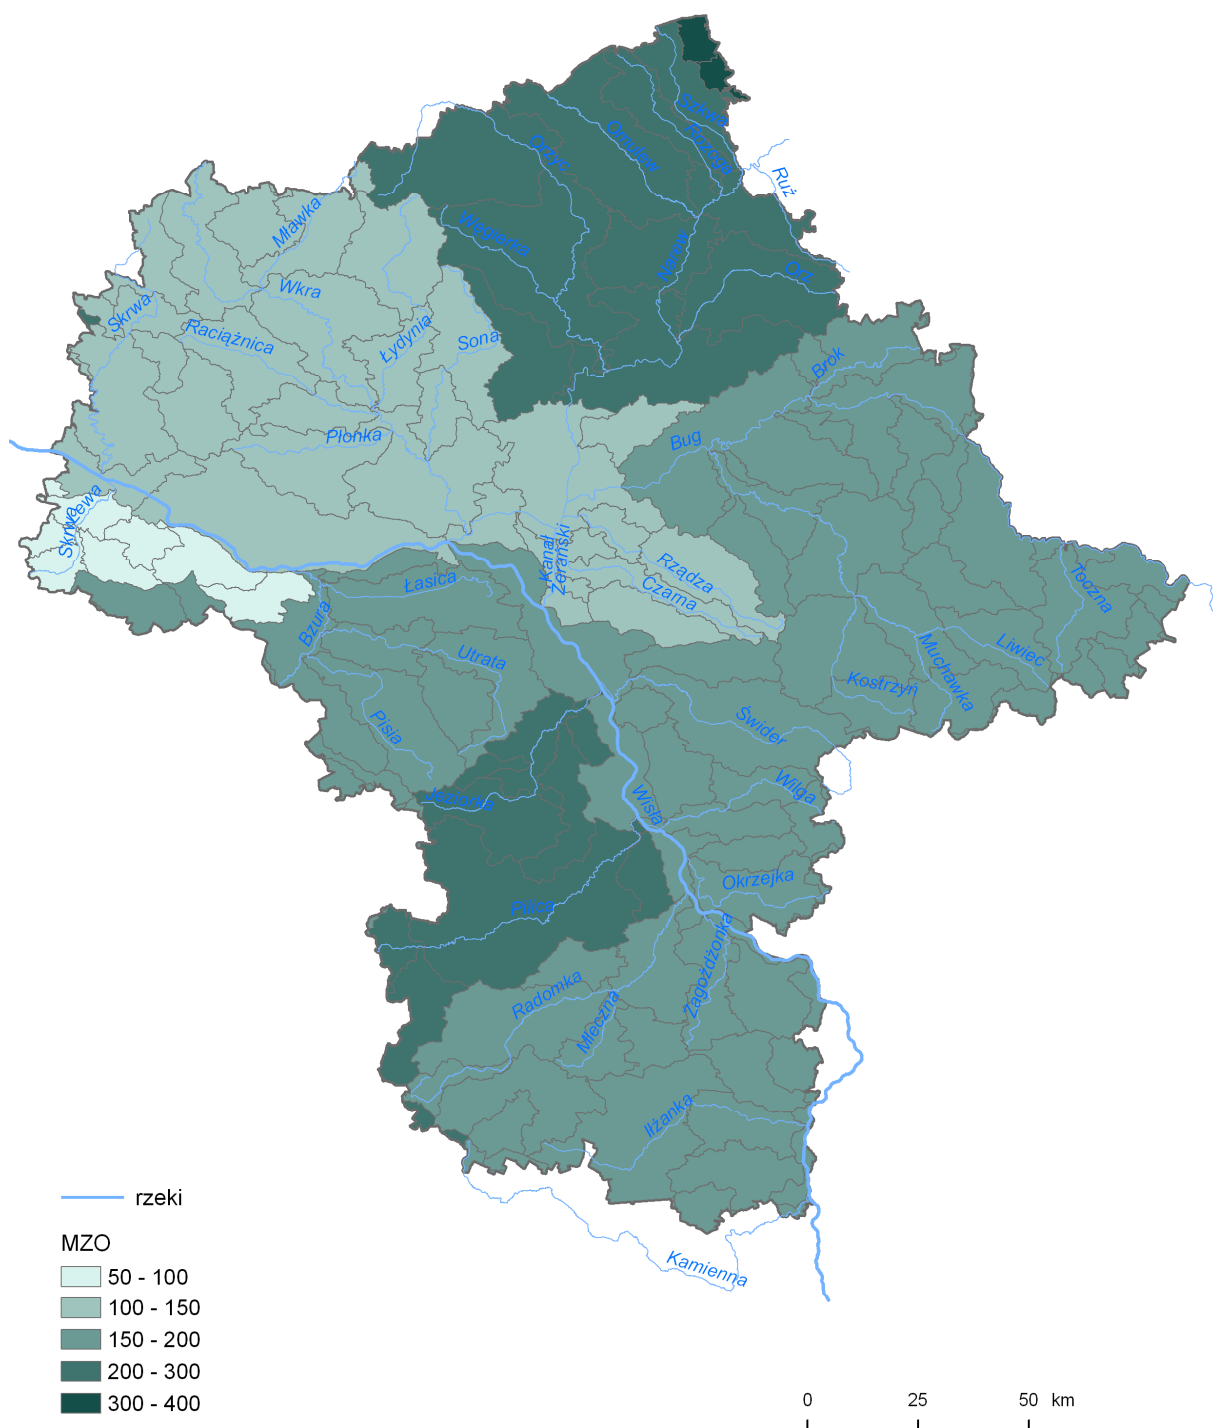 Szkwa
Omulew
Rozoga
Orzyc
Ruż
Mławka
Węgierka
Narew
Orz
Wkra
Skrwa
Raciążnica
Łydynia
Sona
Brok
Płonka
Bug
Skrwa Lewa
Kanał
Żerański
Rządza
Czarna
Łasica
Toczna
Bzura
Utrata
Muchawka
Liwiec
Kostrzyń
Pisia
Świder
Jeziorka
Wisła
Wilga
Okrzejka
Pilica
Radomka
Mleczna
Zagożdżonka
Iłżanka
rzeki
MZO
Kamienna
50 - 100
100 - 150
150 - 200
200 - 300
300 - 400
0 25 50 km